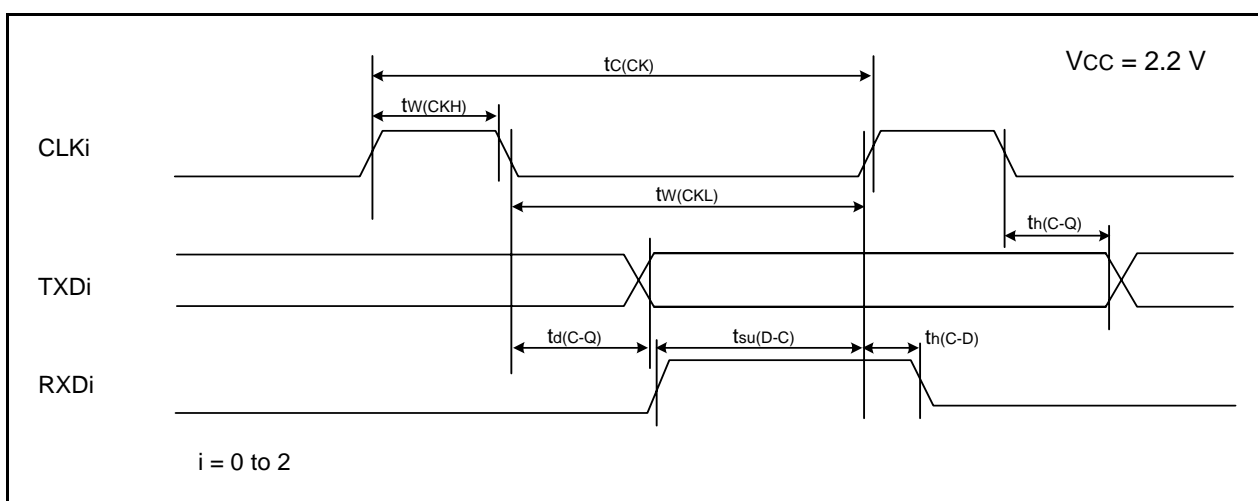 VCC = 2.2 V
tC(CK)
tW(CKH)
CLKi
tW(CKL)
th(C-Q)
TXDi
td(C-Q)
tsu(D-C)
th(C-D)
RXDi
i = 0 to 2